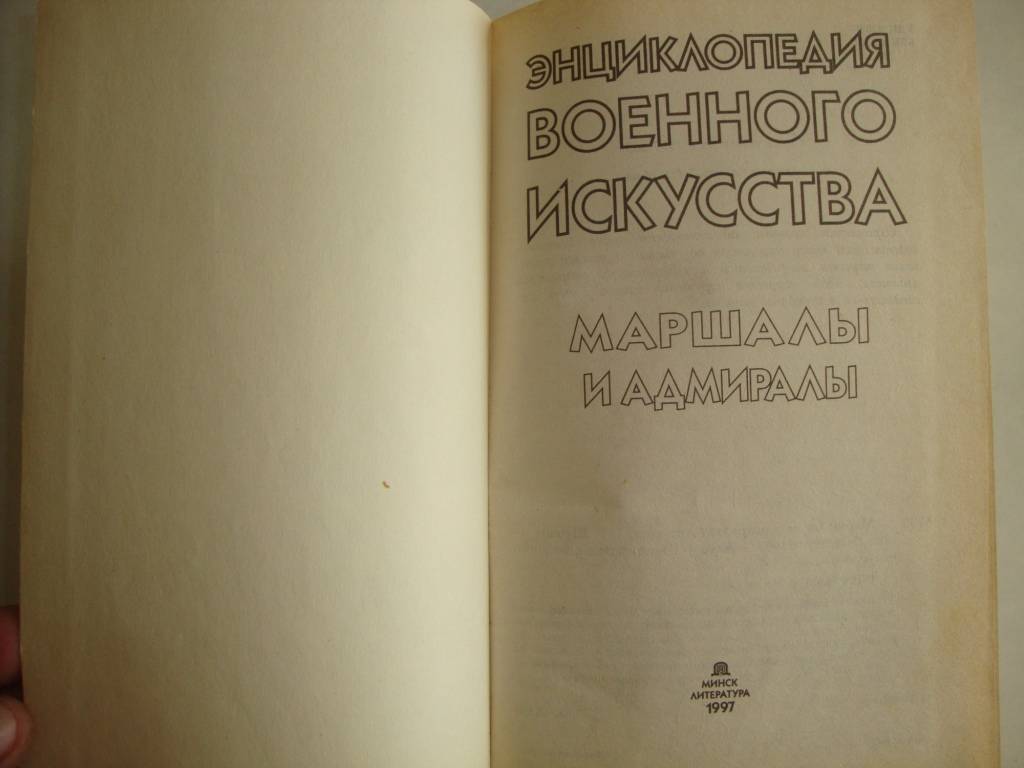 ЭНЦИКЛОПЕДИЯ
ВОЕННОГО
ИСКУССТВА
МАРШАЛЫ
И АДМИРАЛЫ
МИНСК
ЛИТЕРАТУРА
1997